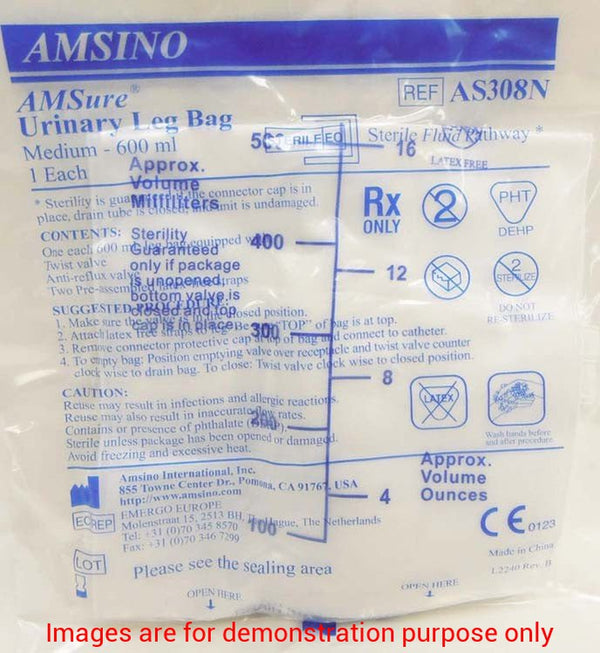 AMSINO
AMSure®
Urinary Leg Bag
Medium - 600 ml
1 Each
REF AS308N
STERILE EO
Sterile Fluid Pathway *
LATEX FREE
* Sterility is guaranteed if the connector cap is in
place, drain tube is closed, and unit is undamaged.
CONTENTS:
One each 600 ml leg bag equipped
Twist valve
Anti-reflux valve
Two Pre-assembled straps
SUGGESTED PROCEDURE:
1. Make sure the valve is in the closed position.
2. Attach latex free straps to leg. Be "TOP" of bag is at top.
3. Remove connector protective cap at top of bag and connect to catheter.
4. To empty bag: Position emptying valve over receptacle and twist valve counter
clock wise to drain bag. To close: Twist valve clock wise to closed position.
CAUTION:
Reuse may result in infections and allergic reactions.
Reuse may also result in inaccurate flow rates.
Contains or presence of phthalate
Sterile unless package has been opened or damaged.
Avoid freezing and excessive heat.
Amsino International, Inc.
855 Towne Center Dr., Pomona, CA 91767, USA
http://www.amsino.com
EC REP
EMERGO EUROPE
Molenstraat 15, 2513 BH, The Hague, The Netherlands
Tel: +31 (0)70 345 8570
Fax: +31 (0)70 346 7299
LOT
Please see the sealing area
OPEN HERE
OPEN HERE
Approx.
Volume
Milliliters
Sterility
Guaranteed
only if package
is unopened,
bottom valve is
closed and top
cap is in place
500
400
300
200
100
16
12
8
4
Approx.
Volume
Ounces
Rx
ONLY
2
PHT
DEHP
2
STERILIZE
DO NOT
RE-STERILIZE
LATEX
Wash hands before
and after procedure
CE 0123
Made in China
L2240 Rev. B
Images are for demonstration purpose only